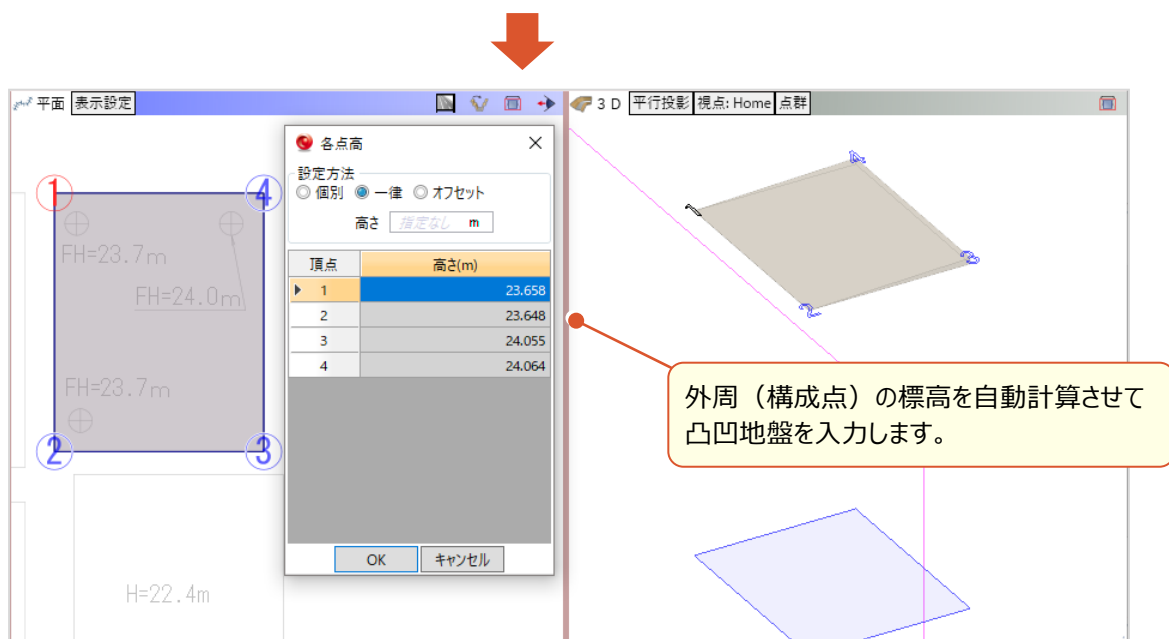 平面 表示設定
3D 平行投影 視点: Home 点群
各点高
設定方法
個別 一律 オフセット
高さ 指定なし m
頂点 高さ(m)
1 23.658
2 23.648
3 24.055
4 24.064
OK キャンセル
1
4
FH=23.7m
FH=24.0m
FH=23.7m
2
3
H=22.4m
1
4
3
2
外周（構成点）の標高を自動計算させて
凸凹地盤を入力します。